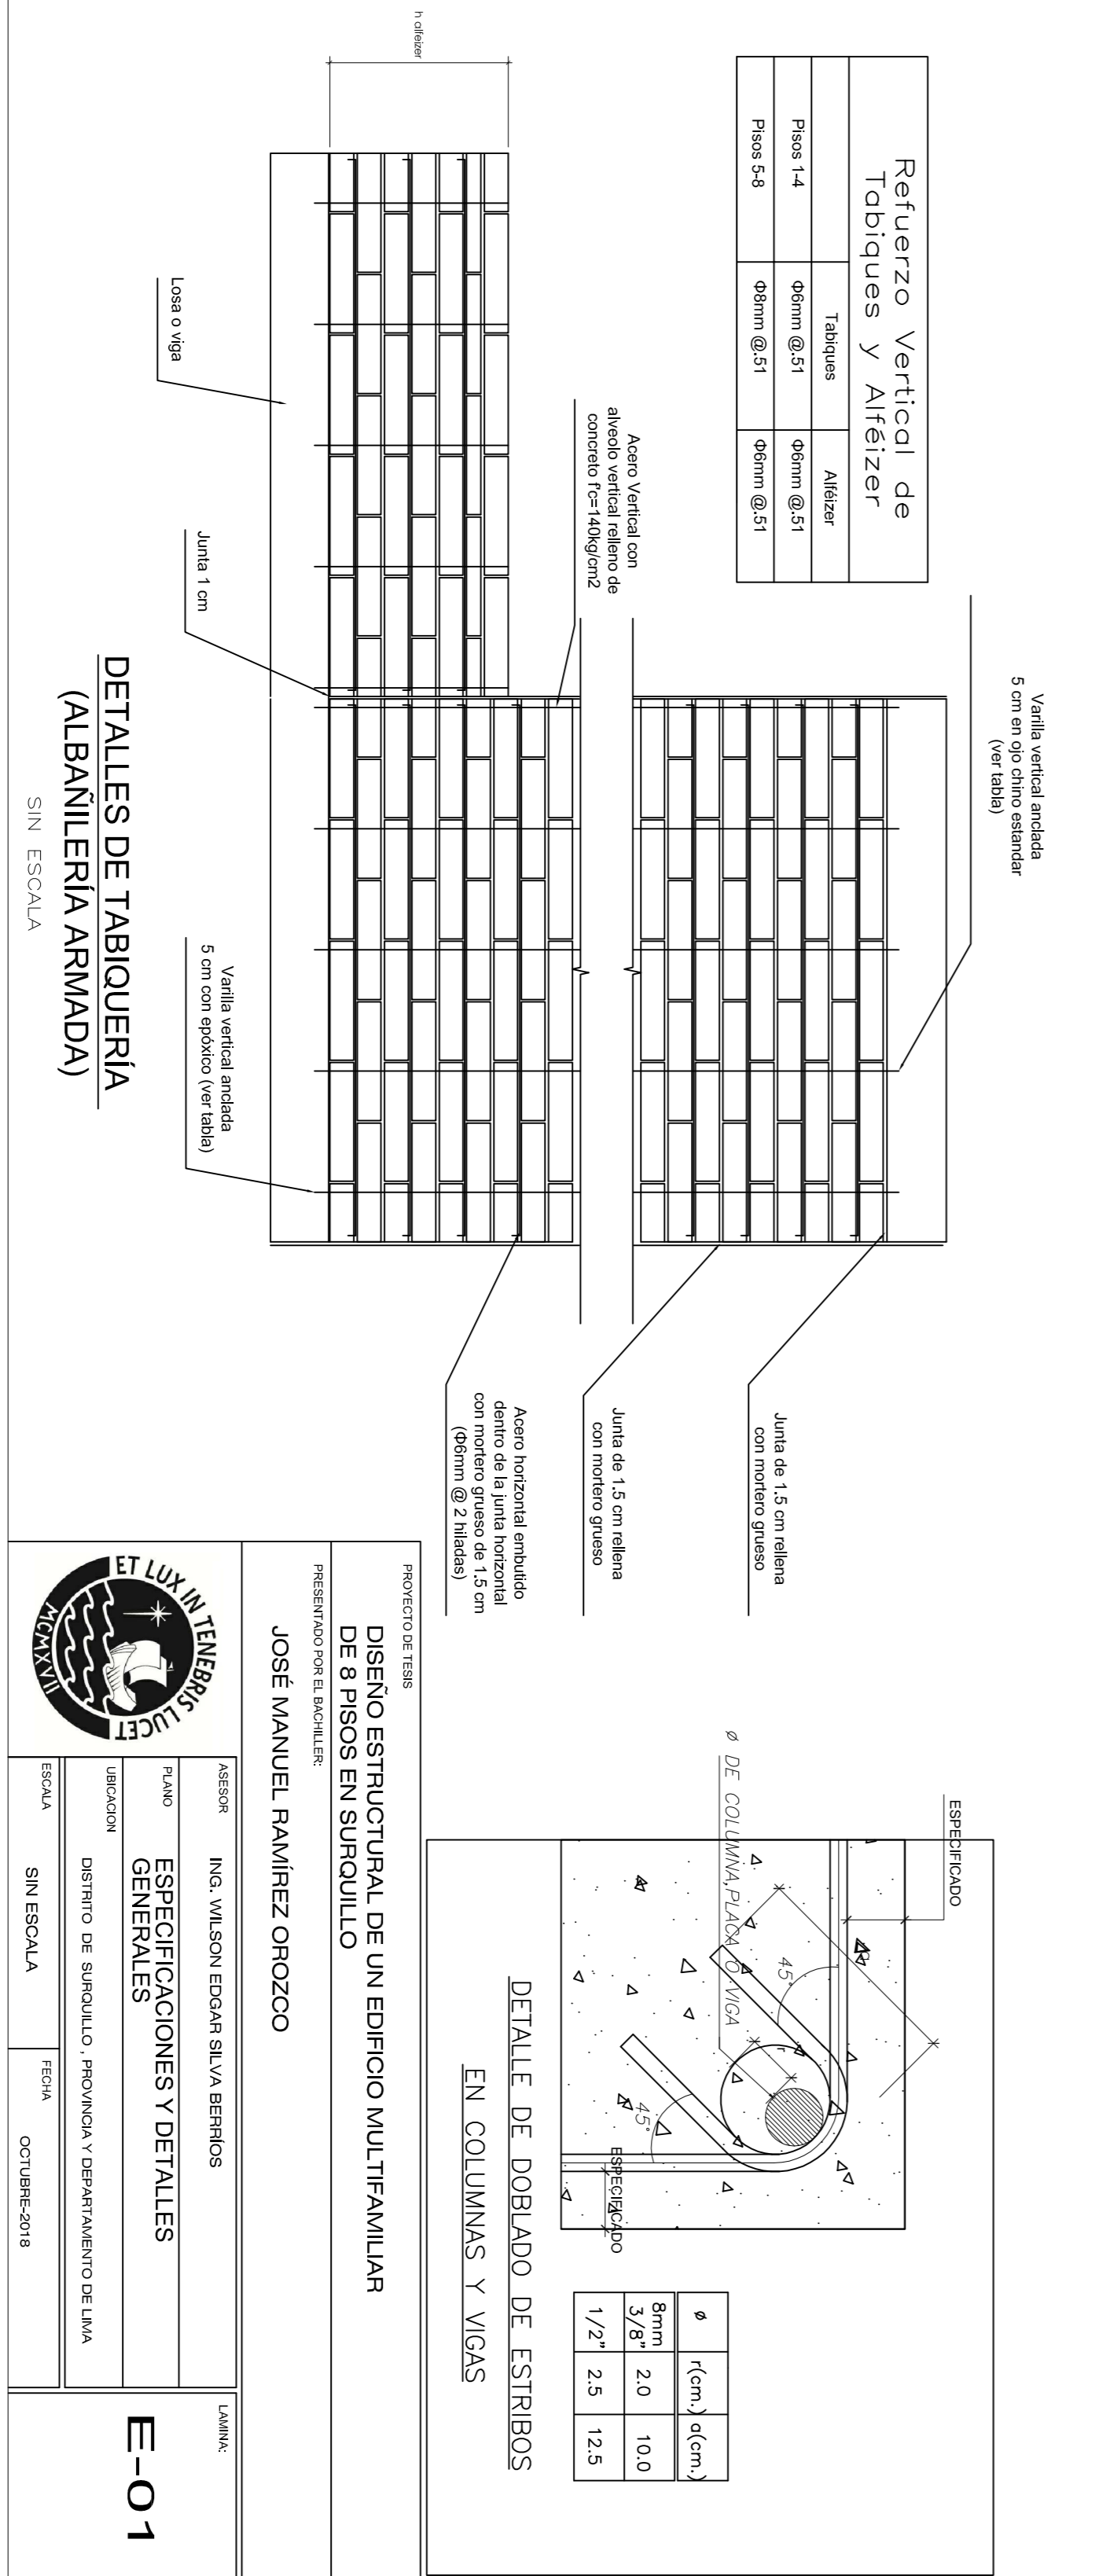 h alféizer
Refuerzo Vertical de
Tabiques y Alféizer
Tabiques
Alféizer
Pisos 1-4
Φ6mm @.51
Φ6mm @.51
Pisos 5-8
Φ8mm @.51
Φ6mm @.51
Varilla vertical anclada
5 cm en ojo chino estandar
(ver tabla)
Acero Vertical con
alveolo vertical relleno de
concreto f'c=140kg/cm2
Losa o viga
Junta 1 cm
Varilla vertical anclada
5 cm con epóxico (ver tabla)
Junta de 1.5 cm rellena
con mortero grueso
Junta de 1.5 cm rellena
con mortero grueso
Acero horizontal embutido
dentro de la junta horizontal
con mortero grueso de 1.5 cm
(Φ6mm @ 2 hiladas)
DETALLES DE TABIQUERÍA
(ALBAÑILERÍA ARMADA)
SIN ESCALA
ESPECIFICADO
ø DE COLUMNA,PLACA O VIGA
45°
45°
r
ESPECIFICADO
ø
r(cm.)
a(cm.)
8mm
3/8"
2.0
10.0
1/2"
2.5
12.5
DETALLE DE DOBLADO DE ESTRIBOS
EN COLUMNAS Y VIGAS
PROYECTO DE TESIS
DISEÑO ESTRUCTURAL DE UN EDIFICIO MULTIFAMILIAR
DE 8 PISOS EN SURQUILLO
PRESENTADO POR EL BACHILLER:
JOSÉ MANUEL RAMÍREZ OROZCO
ET LUX IN TENEBRIS LUCET
MCMXVII
ASESOR
ING. WILSON EDGAR SILVA BERRÍOS
PLANO
ESPECIFICACIONES Y DETALLES
GENERALES
UBICACION
DISTRITO DE SURQUILLO , PROVINCIA Y DEPARTAMENTO DE LIMA
ESCALA
SIN ESCALA
FECHA
OCTUBRE-2018
LAMINA:
E-01